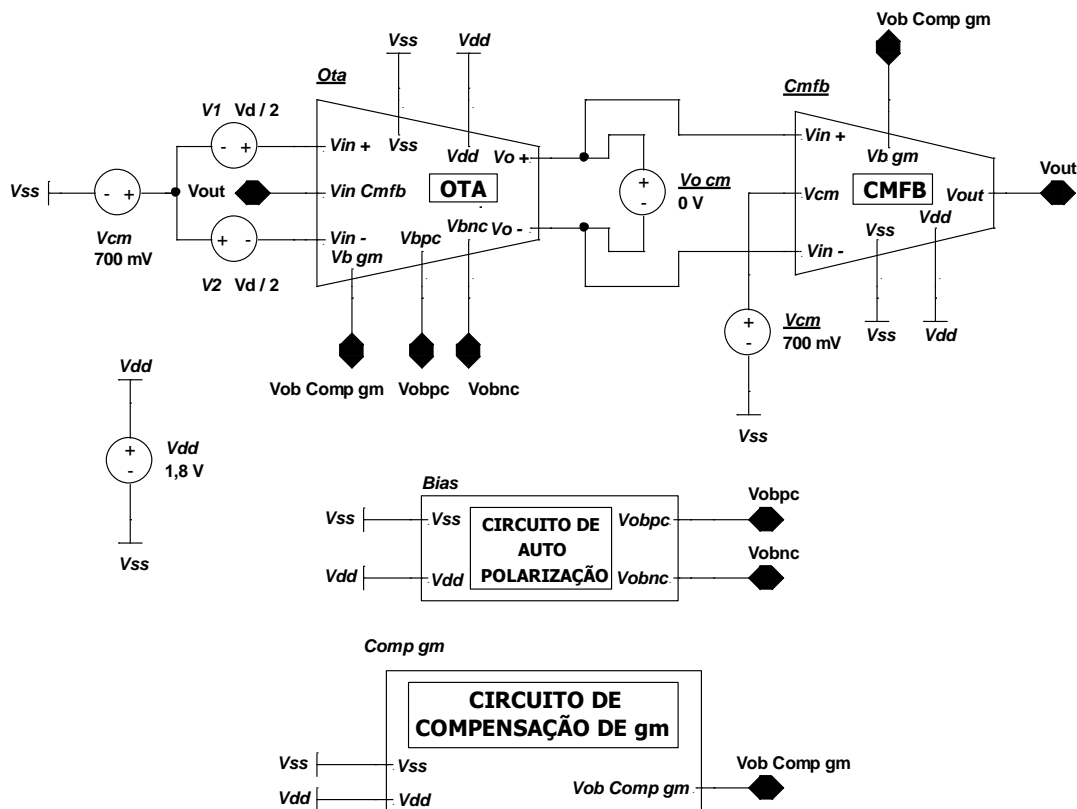 Vob Comp gm
Vss
Vdd
Ota
Cmfb
V1 Vd / 2
Vin +
Vss
Vdd
Vo +
Vin +
Vb gm
Vss
Vout
Vin Cmfb
OTA
Vo cm
0 V
Vcm
CMFB
Vout
Vout
Vcm
700 mV
Vin -
Vbpc
Vbnc
Vo -
Vb gm
Vss
Vdd
Vin -
V2 Vd / 2
Vcm
700 mV
Vss
Vdd
Vob Comp gm
Vobpc
Vobnc
Vdd
Vss
Vdd
1,8 V
Vss
Bias
Vss
Vss
CIRCUITO DE
AUTO
POLARIZAÇÃO
Vobpc
Vobpc
Vdd
Vdd
Vobnc
Vobnc
Comp gm
CIRCUITO DE
COMPENSAÇÃO DE gm
Vss
Vss
Vob Comp gm
Vob Comp gm
Vdd
Vdd